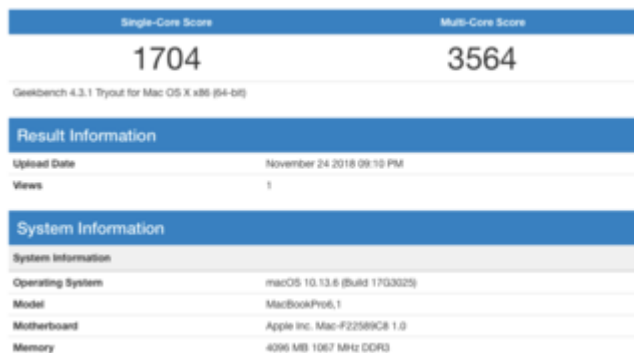 Single-Core Score Multi-Core Score
1704 3564
Geekbench 4.3.1 Tryout for Mac OS X x86 (64-bit)
Result Information
Upload Date November 24 2018 09:10 PM
Views 1
System Information
System Information
Operating System macOS 10.13.6 (Build 17G3025)
Model MacBookPro6,1
Motherboard Apple Inc. Mac-F22589C8 1.0
Memory 4096 MB 1067 MHz DDR3